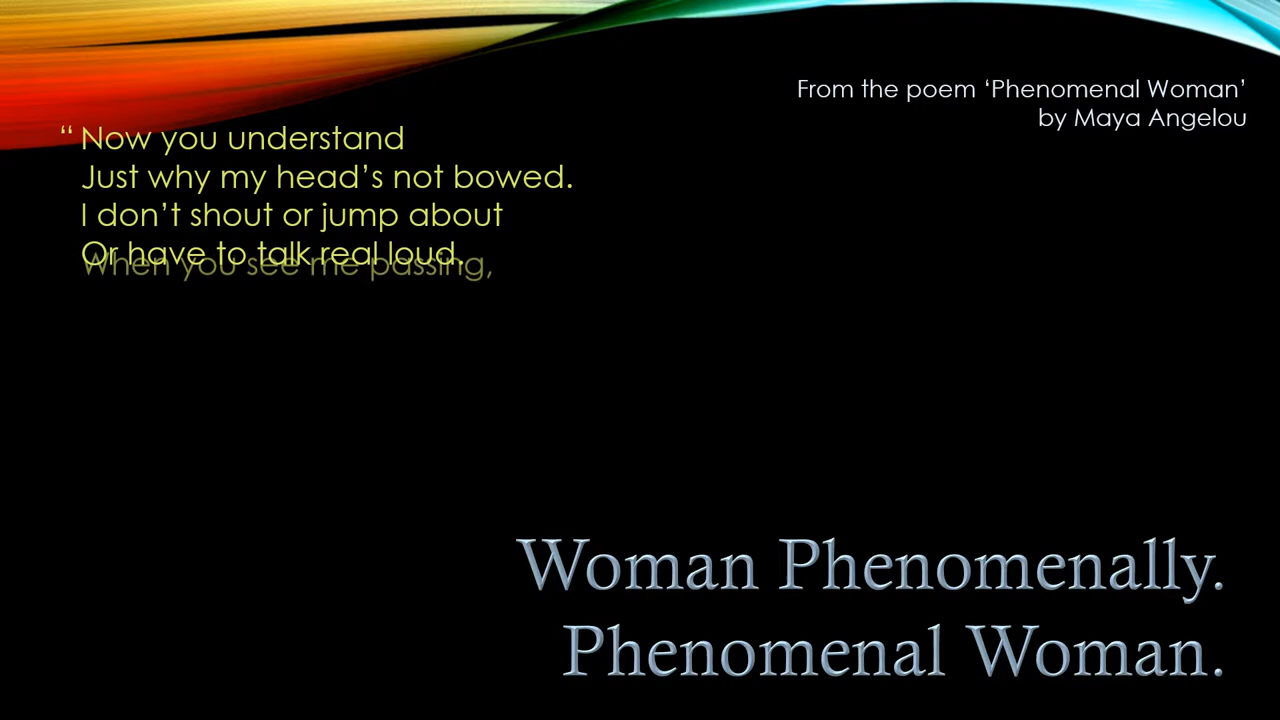 From the poem ‘Phenomenal Woman’
by Maya Angelou
“ Now you understand
Just why my head’s not bowed.
I don’t shout or jump about
Or have to talk real loud.
When you see me passing,
Woman Phenomenally.
Phenomenal Woman.